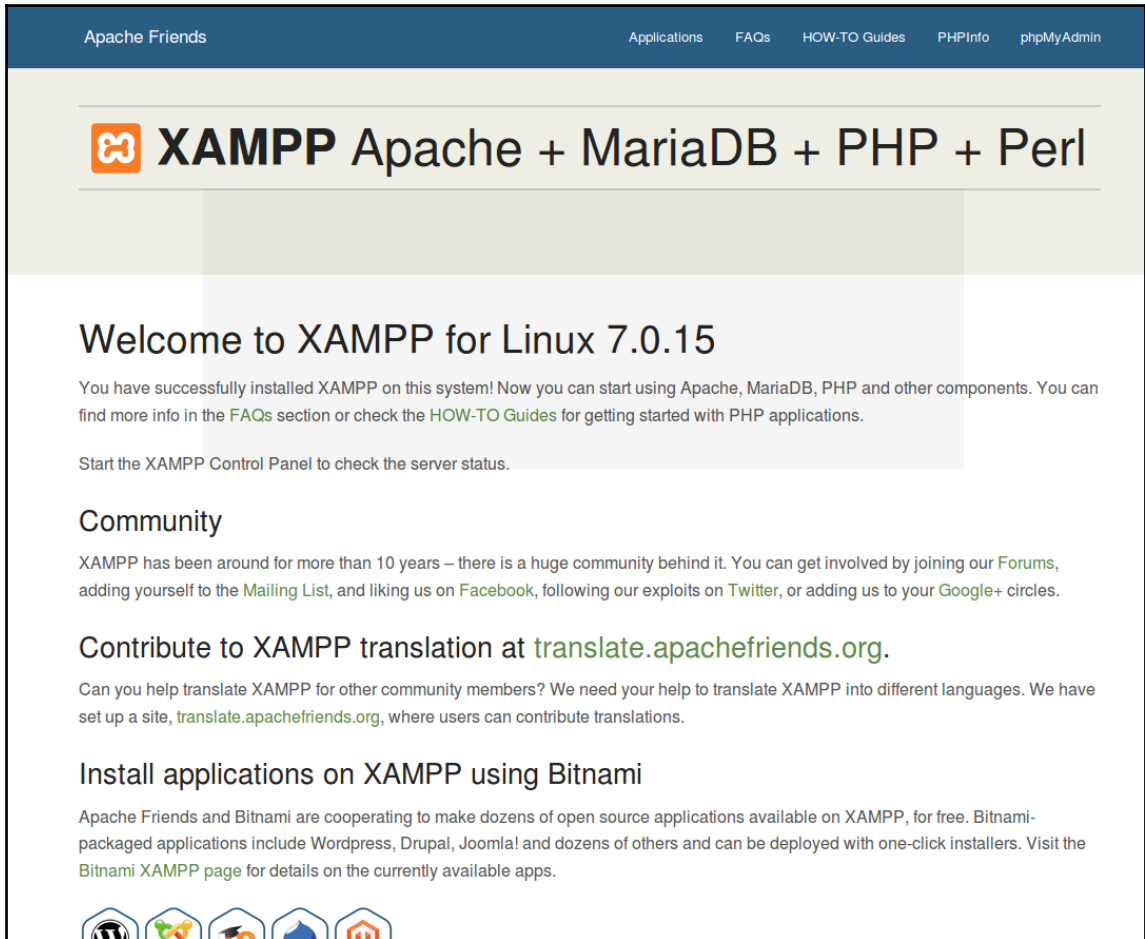 Apache Friends
Applications FAQs HOW-TO Guides PHPInfo phpMyAdmin
XAMPP Apache + MariaDB + PHP + Perl
Welcome to XAMPP for Linux 7.0.15
You have successfully installed XAMPP on this system! Now you can start using Apache, MariaDB, PHP and other components. You can
find more info in the FAQs section or check the HOW-TO Guides for getting started with PHP applications.
Start the XAMPP Control Panel to check the server status.
Community
XAMPP has been around for more than 10 years – there is a huge community behind it. You can get involved by joining our Forums,
adding yourself to the Mailing List, and liking us on Facebook, following our exploits on Twitter, or adding us to your Google+ circles.
Contribute to XAMPP translation at translate.apachefriends.org.
Can you help translate XAMPP for other community members? We need your help to translate XAMPP into different languages. We have
set up a site, translate.apachefriends.org, where users can contribute translations.
Install applications on XAMPP using Bitnami
Apache Friends and Bitnami are cooperating to make dozens of open source applications available on XAMPP, for free. Bitnami-
packaged applications include Wordpress, Drupal, Joomla! and dozens of others and can be deployed with one-click installers. Visit the
Bitnami XAMPP page for details on the currently available apps.